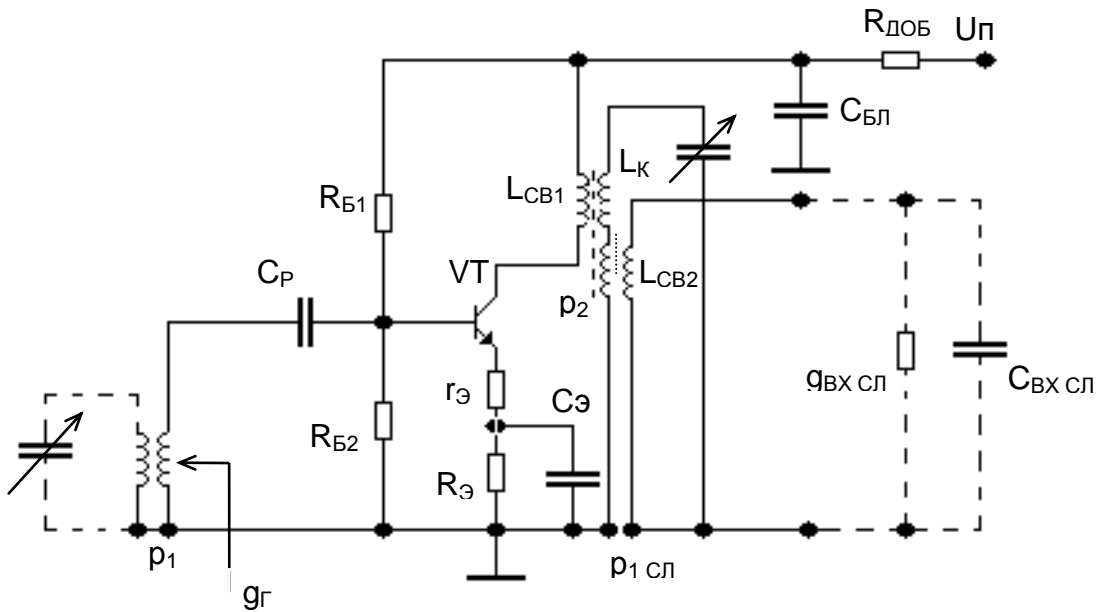 RДОБ Uп
CБЛ
LК
RБ1
LСВ1
CР
VT
LСВ2
p2
rЭ
CЭ
gВХ СЛ
CВХ СЛ
RБ2
RЭ
p1
p1 СЛ
gГ